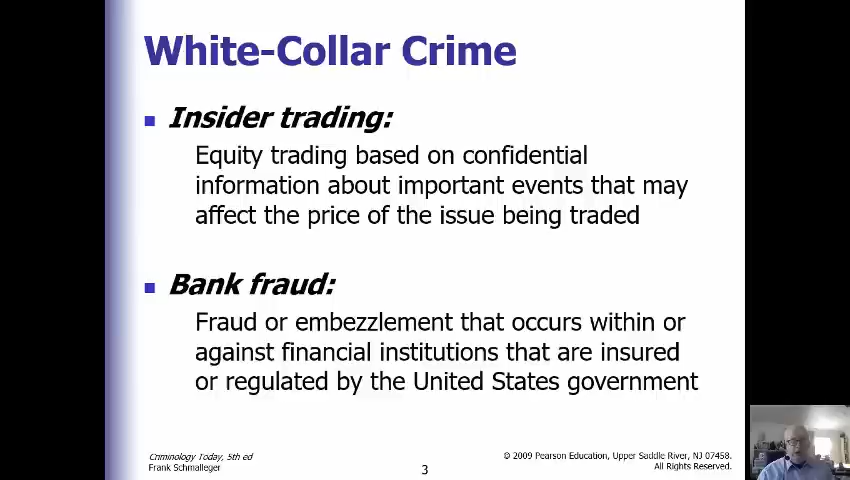 White-Collar Crime
Insider trading:
Equity trading based on confidential
information about important events that may
affect the price of the issue being traded
Bank fraud:
Fraud or embezzlement that occurs within or
against financial institutions that are insured
or regulated by the United States government
Criminology Today, 5th ed
Frank Schmalleger
3
© 2009 Pearson Education, Upper Saddle River, NJ 07458.
All Rights Reserved.